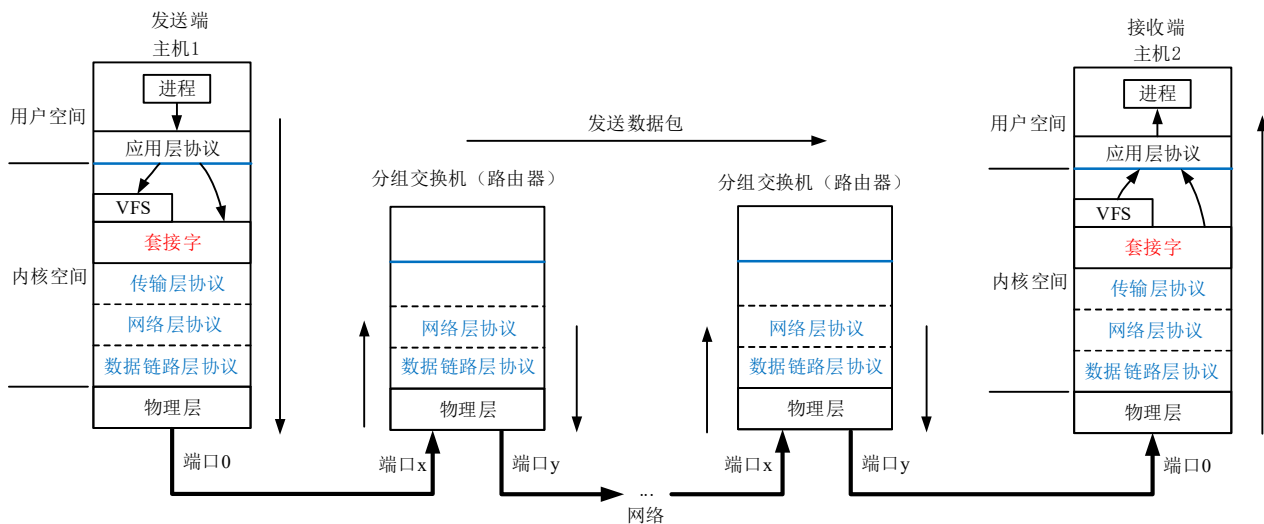 发送端
主机1
进程
用户空间
应用层协议
VFS
套接字
内核空间
传输层协议
网络层协议
数据链路层协议
物理层
端口0
发送数据包
分组交换机（路由器）
网络层协议
数据链路层协议
物理层
端口x
端口y
...
网络
分组交换机（路由器）
网络层协议
数据链路层协议
物理层
端口x
端口y
接收端
主机2
进程
用户空间
应用层协议
VFS
套接字
内核空间
传输层协议
网络层协议
数据链路层协议
物理层
端口0